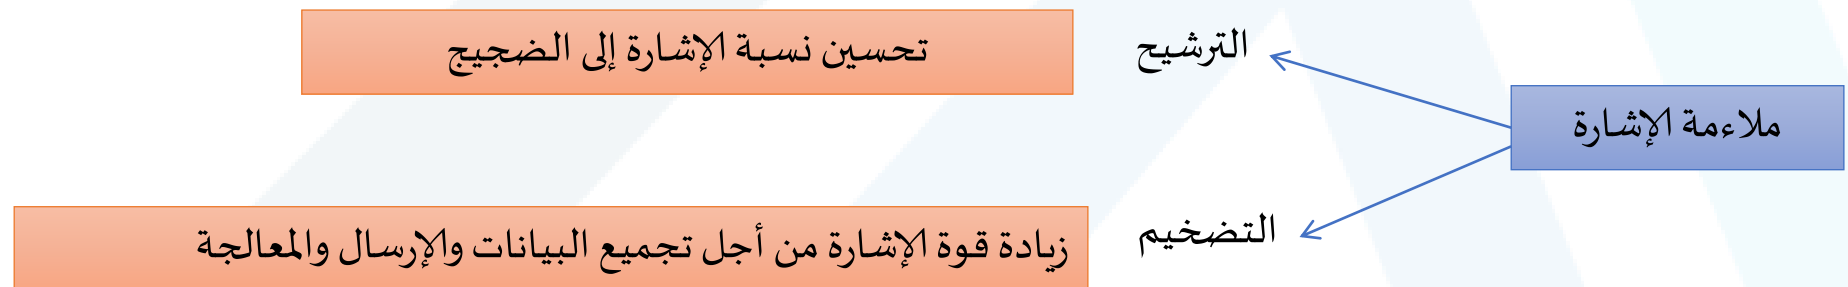 ملاءمة الإشارة
الترشيح
تحسين نسبة الإشارة إلى الضجيج
التضخيم
زيادة قوة الإشارة من أجل تجميع البيانات والإرسال والمعالجة